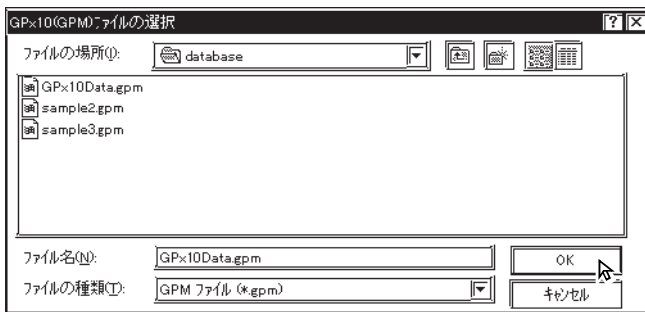 GPx10(GPM)ファイルの選択
ファイルの場所(I):
database
GPx10Data.gpm
sample2.gpm
sample3.gpm
ファイル名(N):
GPx10Data.gpm
OK
ファイルの種類(T):
GPM ファイル (*.gpm)
キャンセル